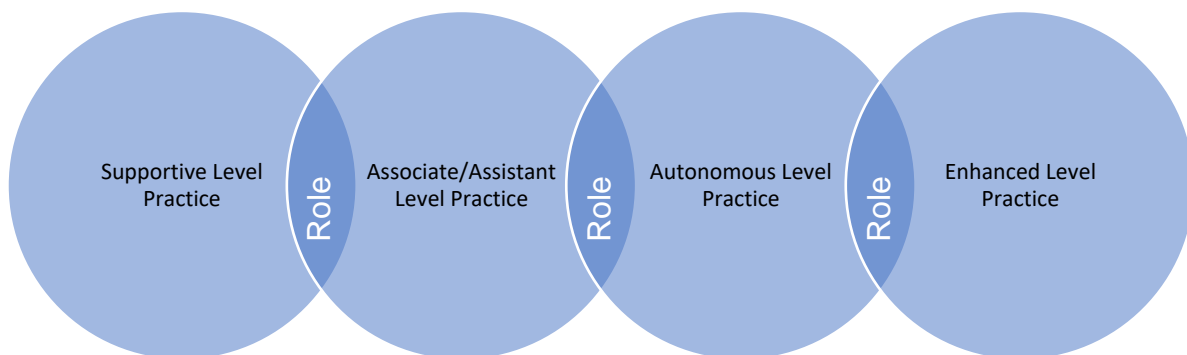 Supportive Level
Practice
Role
Associate/Assistant
Level Practice
Role
Autonomous Level
Practice
Role
Enhanced Level
Practice